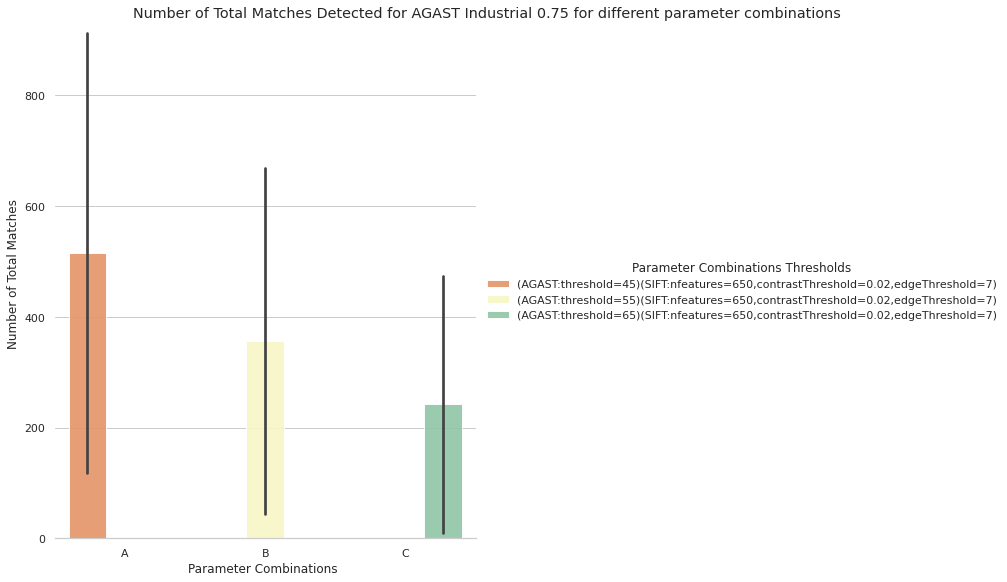 Number of Total Matches Detected for AGAST Industrial 0.75 for different parameter combinations
800
600
400
200
0
Number of Total Matches
A B C
Parameter Combinations
Parameter Combinations Thresholds
(AGAST:threshold=45)(SIFT:nfeatures=650,contrastThreshold=0.02,edgeThreshold=7)
(AGAST:threshold=55)(SIFT:nfeatures=650,contrastThreshold=0.02,edgeThreshold=7)
(AGAST:threshold=65)(SIFT:nfeatures=650,contrastThreshold=0.02,edgeThreshold=7)